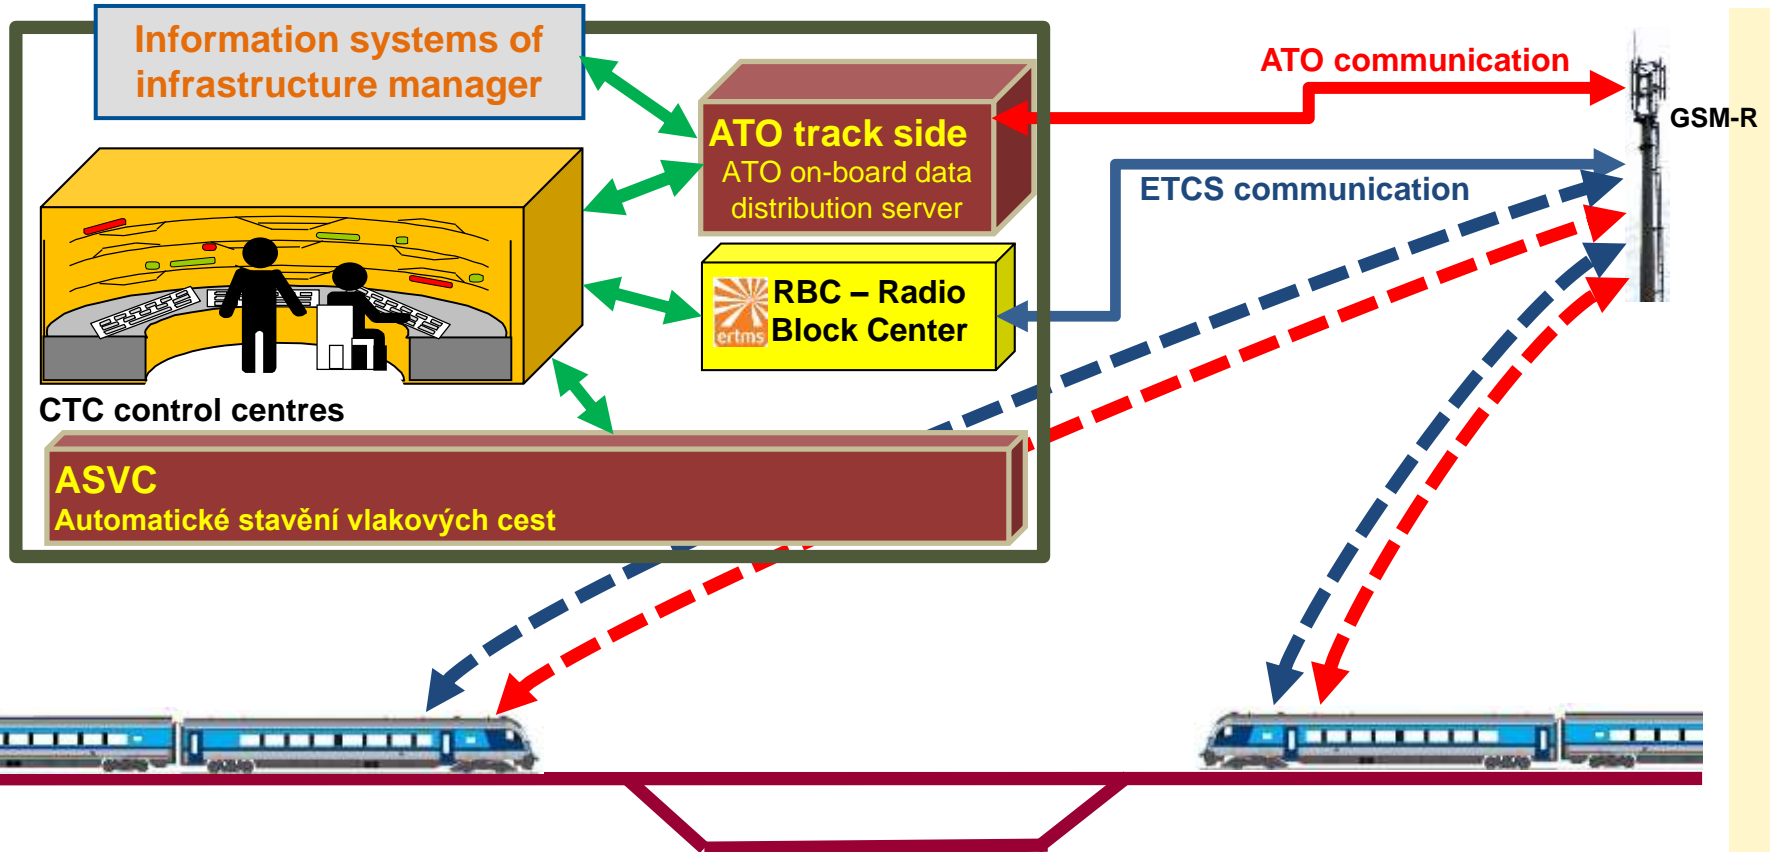 Information systems of
infrastructure manager
ATO communication
GSM-R
ATO track side
ATO on-board data
distribution server
ETCS communication
RBC – Radio
Block Center
ertms
CTC control centres
ASVC
Automatické stavění vlakových cest